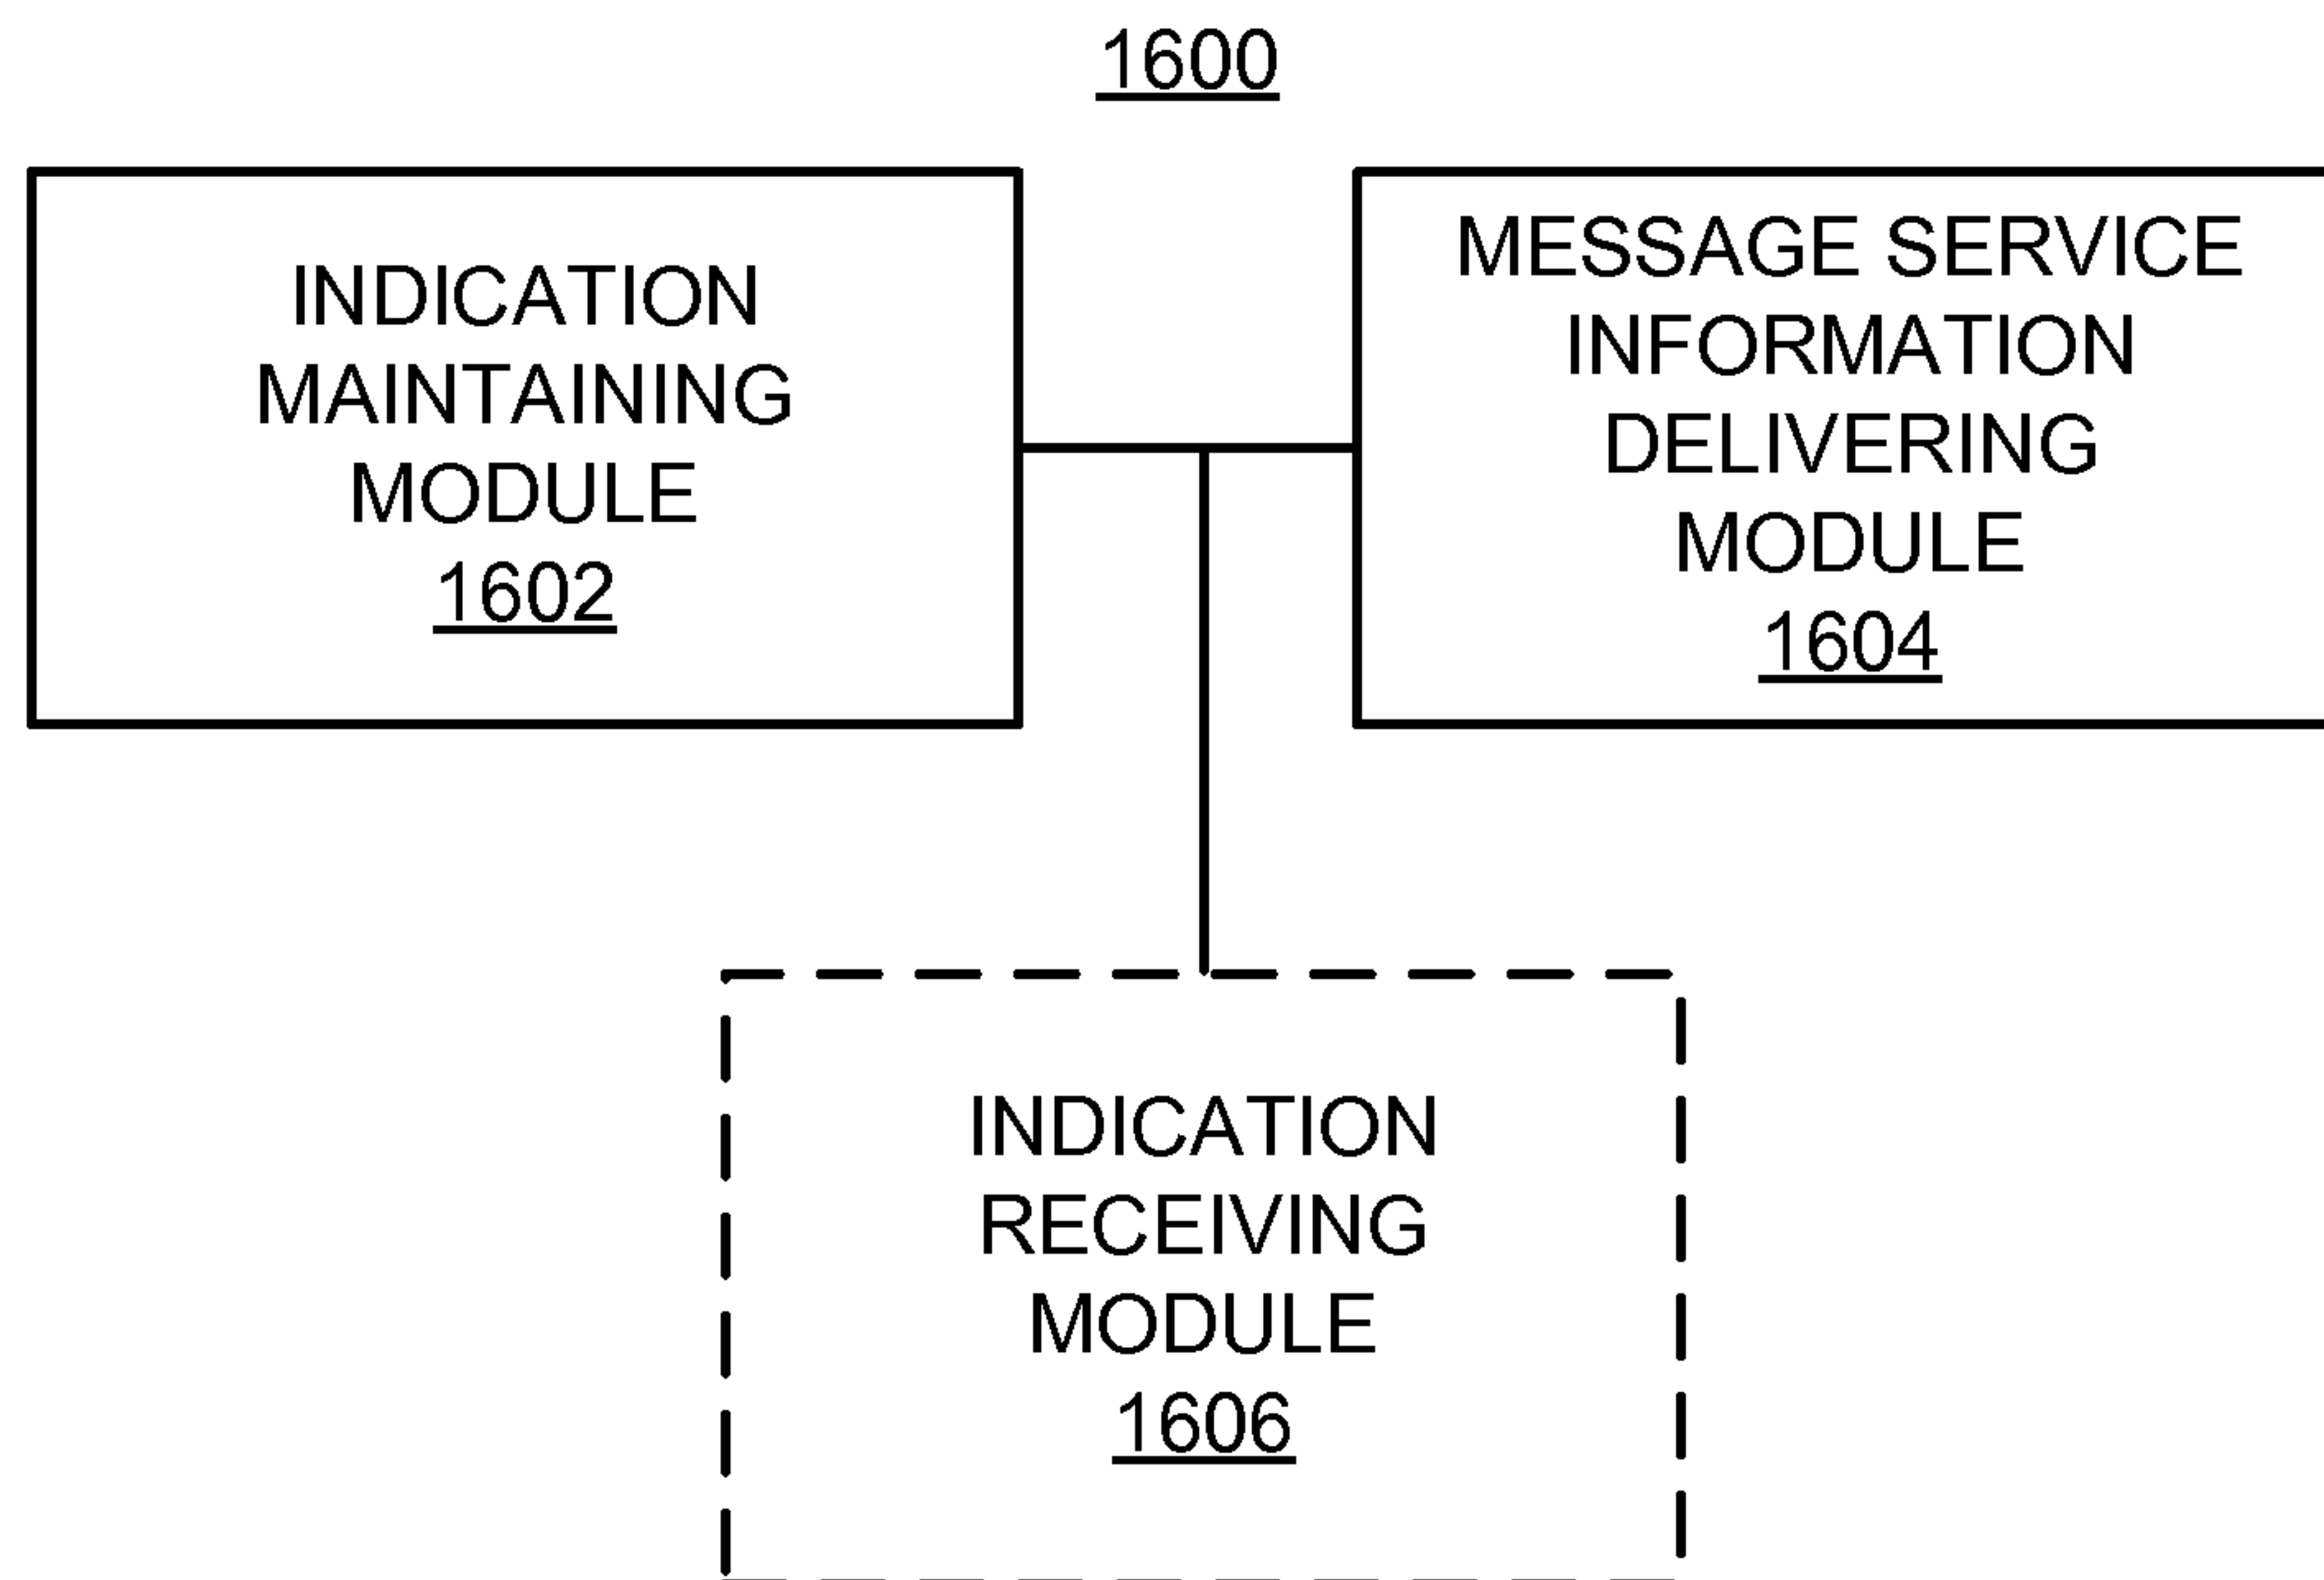 1600
INDICATION
MAINTAINING
MODULE
1602
MESSAGE SERVICE
INFORMATION
DELIVERING
MODULE
1604
INDICATION
RECEIVING
MODULE
1606